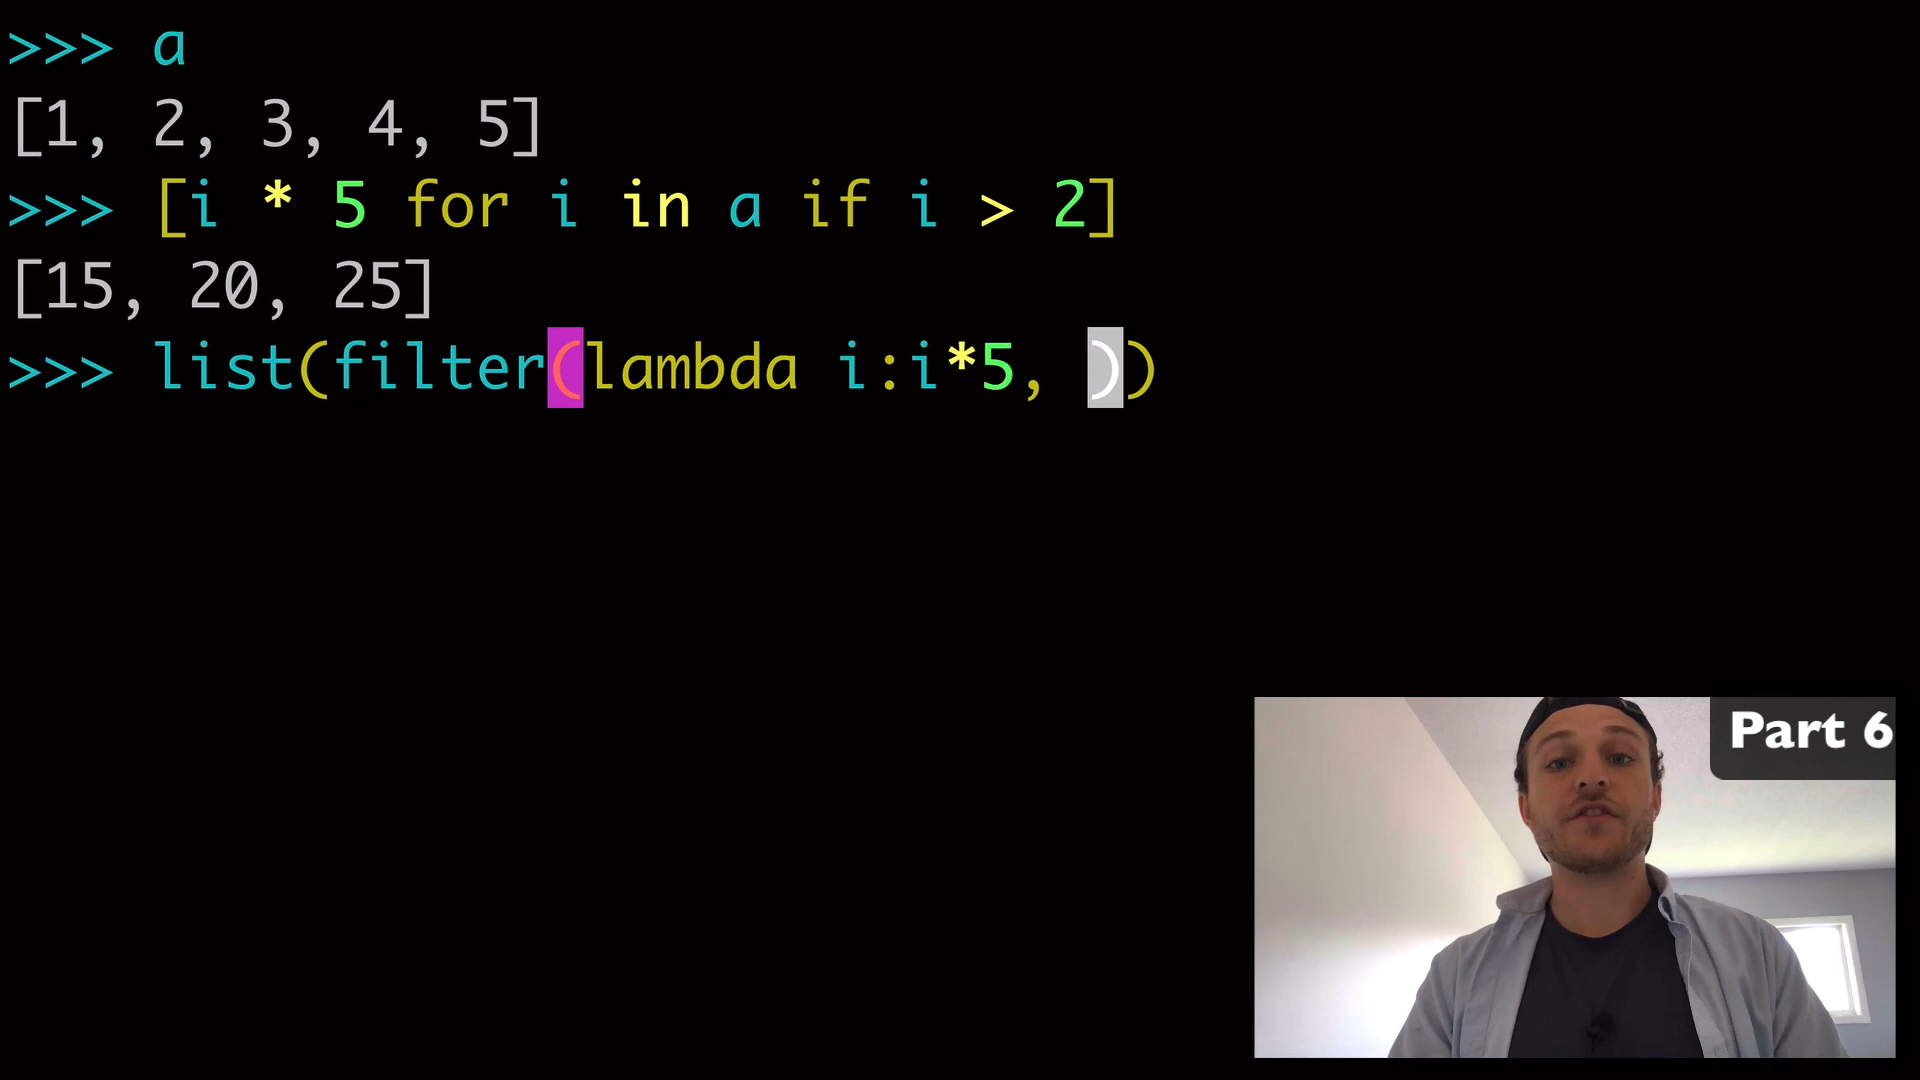 >>> a
[1, 2, 3, 4, 5]
>>> [i * 5 for i in a if i > 2]
[15, 20, 25]
>>> list(filter(lambda i:i*5, ))
Part 6